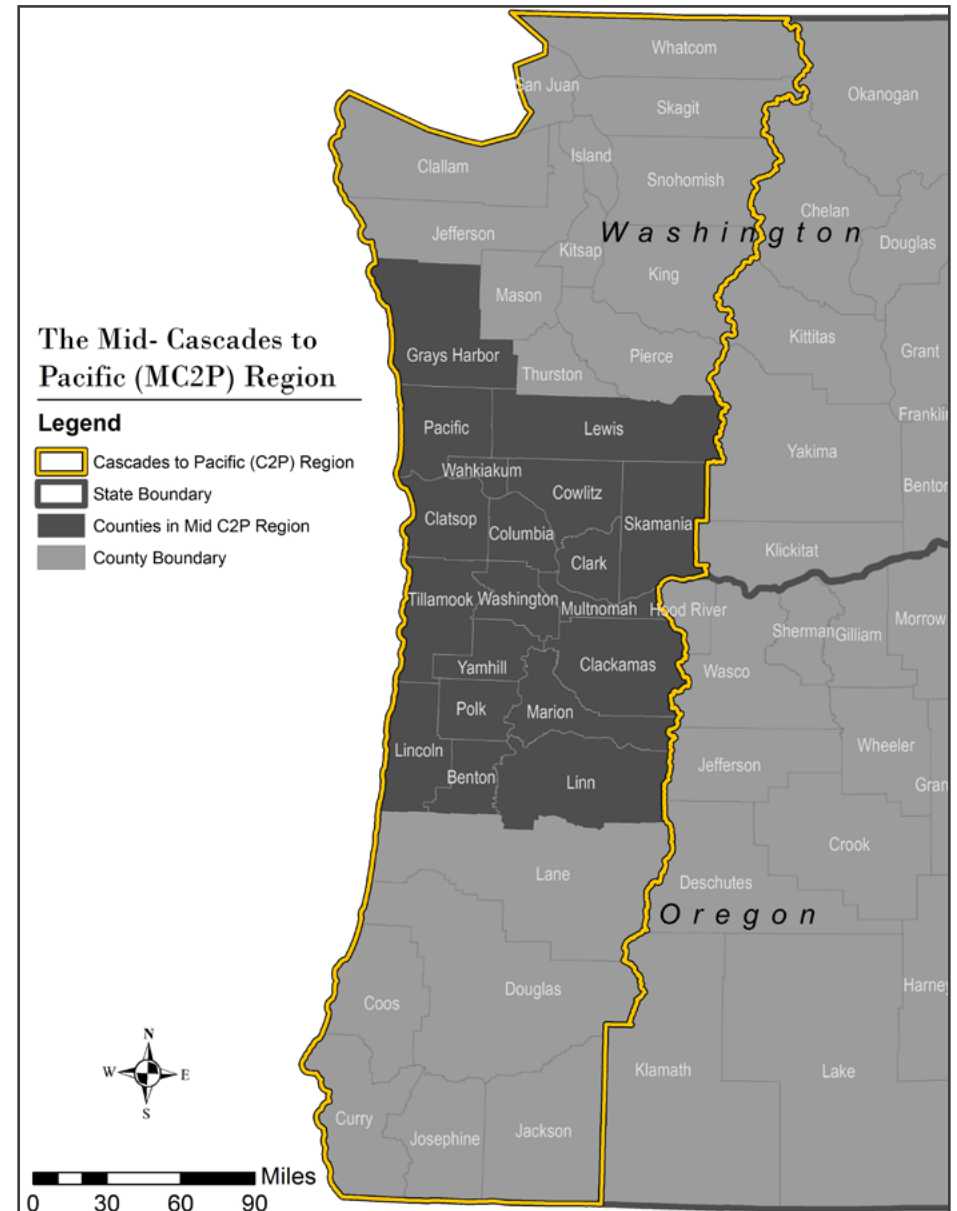 Whatcom
San Juan
Okanogan
Skagit
Island
Clallam
Snohomish
Chelan
Washington
Jefferson
Douglas
Kitsap
King
Mason
The Mid- Cascades to
Pacific (MC2P) Region
Kittitas
Grays Harbor
Pierce
Grant
Thurston
Legend
Franklin
Pacific
Lewis
Yakima
Cascades to Pacific (C2P) Region
Wahkiakum
Benton
State Boundary
Cowlitz
Clatsop
Skamania
Counties in Mid C2P Region
Columbia
Klickitat
County Boundary
Clark
Tillamook
Washington
Multnomah
Hood River
Morrow
Sherman
Gilliam
Yamhill
Clackamas
Wasco
Polk
Marion
Wheeler
Lincoln
Jefferson
Benton
Linn
Gran
Crook
Lane
Deschutes
Oregon
Douglas
Harney
Coos
N
W
E
S
Klamath
Lake
Curry
Josephine
Jackson
Miles
0 30 60 90